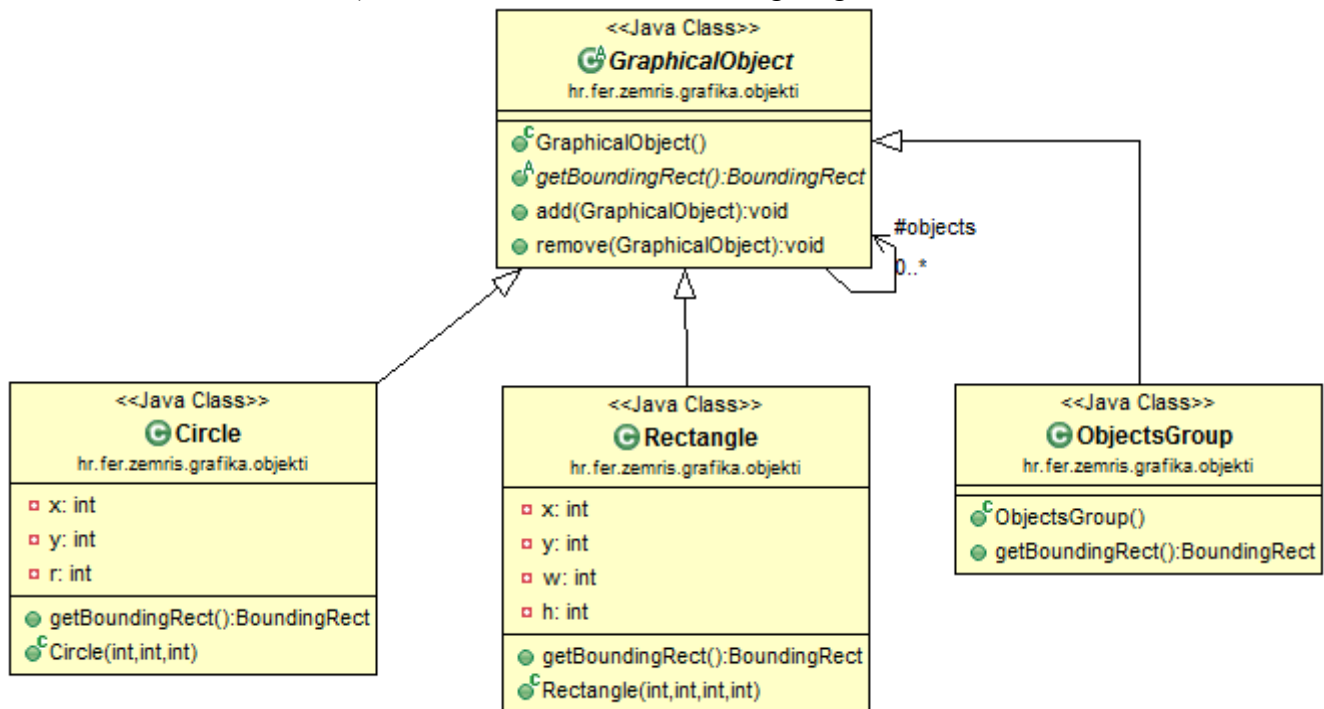 <<Java Class>>
GraphicalObject
hr.fer.zemris.grafika.objekti
GraphicalObject()
getBoundingRect():BoundingRect
add(GraphicalObject):void
remove(GraphicalObject):void
#objects
0..*
<<Java Class>>
Circle
hr.fer.zemris.grafika.objekti
x: int
y: int
r: int
getBoundingRect():BoundingRect
Circle(int,int,int)
<<Java Class>>
Rectangle
hr.fer.zemris.grafika.objekti
x: int
y: int
w: int
h: int
getBoundingRect():BoundingRect
Rectangle(int,int,int,int)
<<Java Class>>
ObjectsGroup
hr.fer.zemris.grafika.objekti
ObjectsGroup()
getBoundingRect():BoundingRect